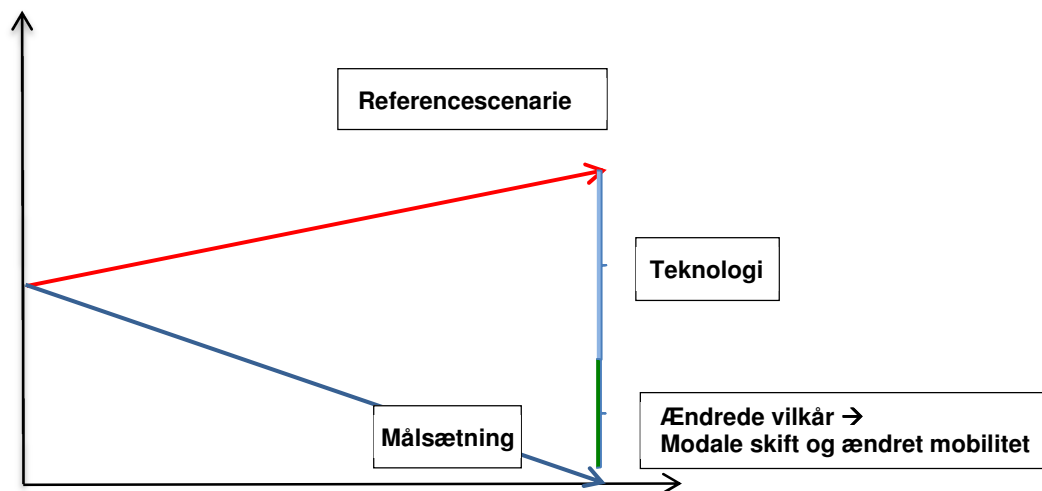 Referencescenarie
Teknologi
Målsætning
Ændrede vilkår →
Modale skift og ændret mobilitet